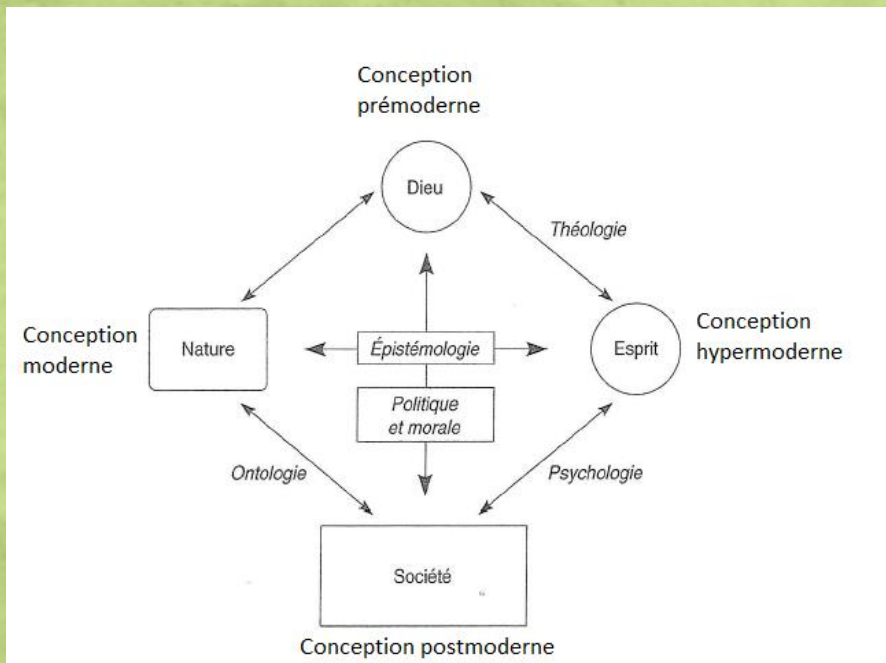 Conception
prémoderne
Dieu
Théologie
Conception
moderne
Nature
Épistémologie
Esprit
Conception
hypermoderne
Politique
et morale
Ontologie
Psychologie
Société
Conception postmoderne